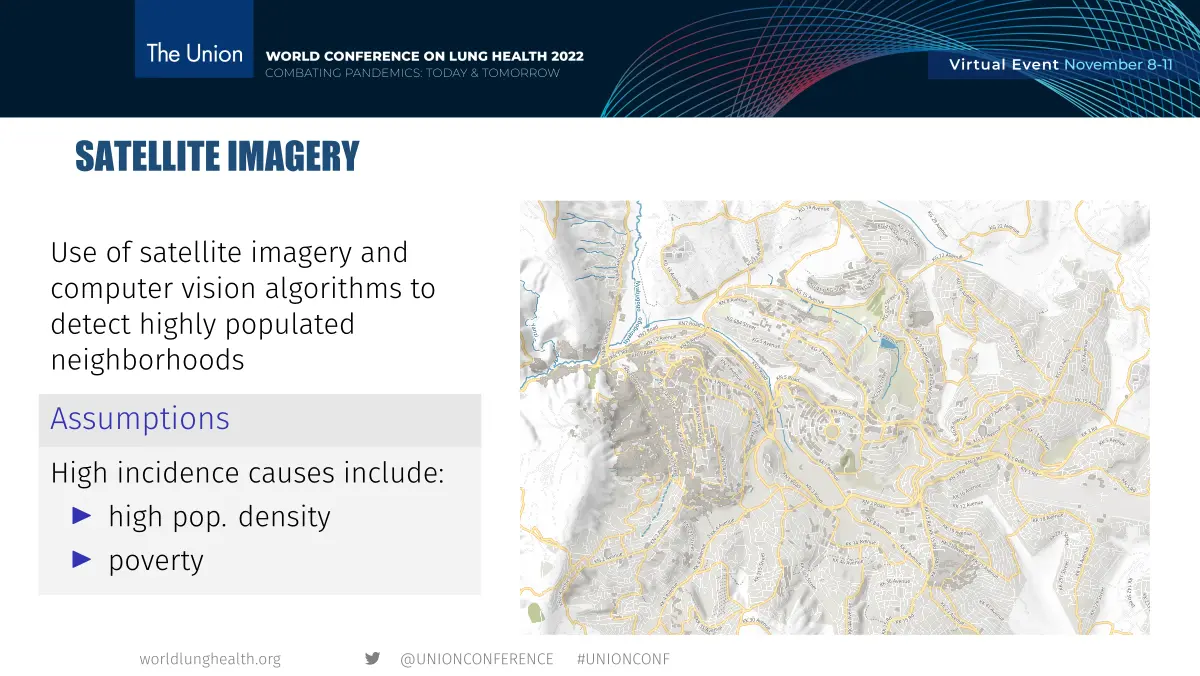 The Union
WORLD CONFERENCE ON LUNG HEALTH 2022
COMBATING PANDEMICS: TODAY & TOMORROW
Virtual Event November 8-11
SATELLITE IMAGERY
Use of satellite imagery and
computer vision algorithms to
detect highly populated
neighborhoods
Assumptions
High incidence causes include:
▶ high pop. density
▶ poverty
worldlunghealth.org
@UNIONCONFERENCE
#UNIONCONF